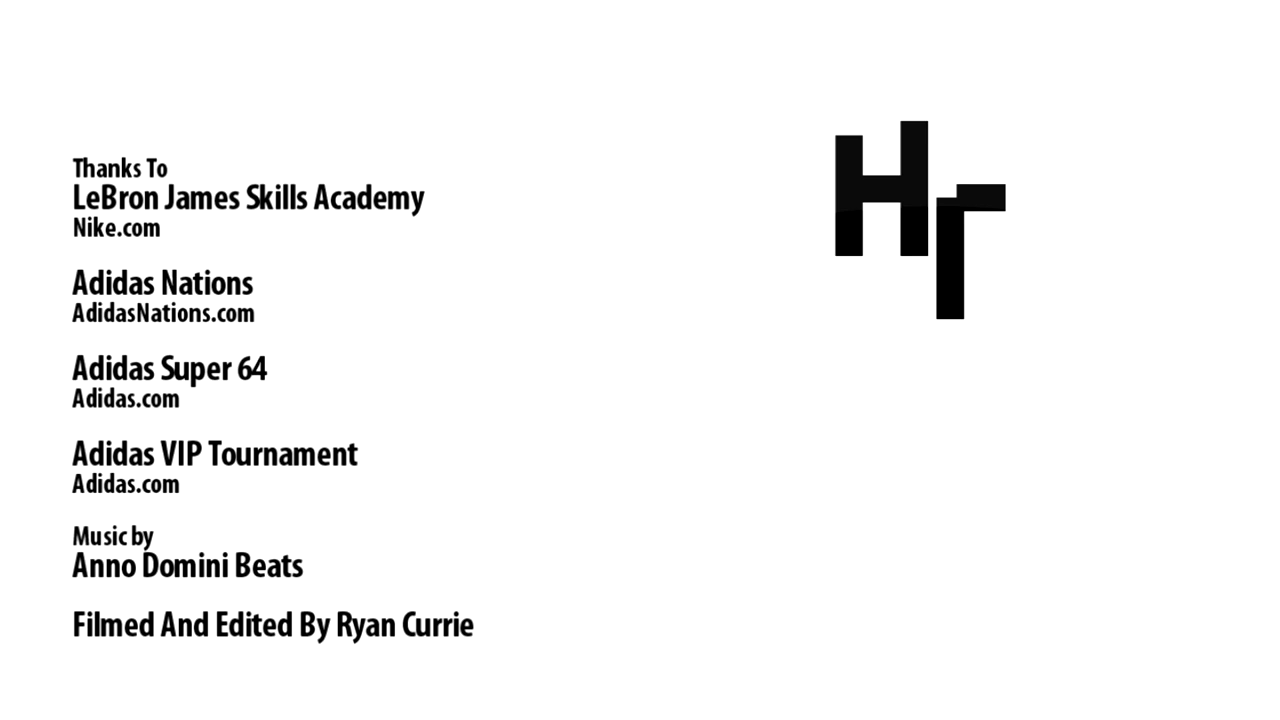 Thanks To
LeBron James Skills Academy
Nike.com
Adidas Nations
AdidasNations.com
Adidas Super 64
Adidas.com
Adidas VIP Tournament
Adidas.com
Music by
Anno Domini Beats
Filmed And Edited By Ryan Currie
Hr